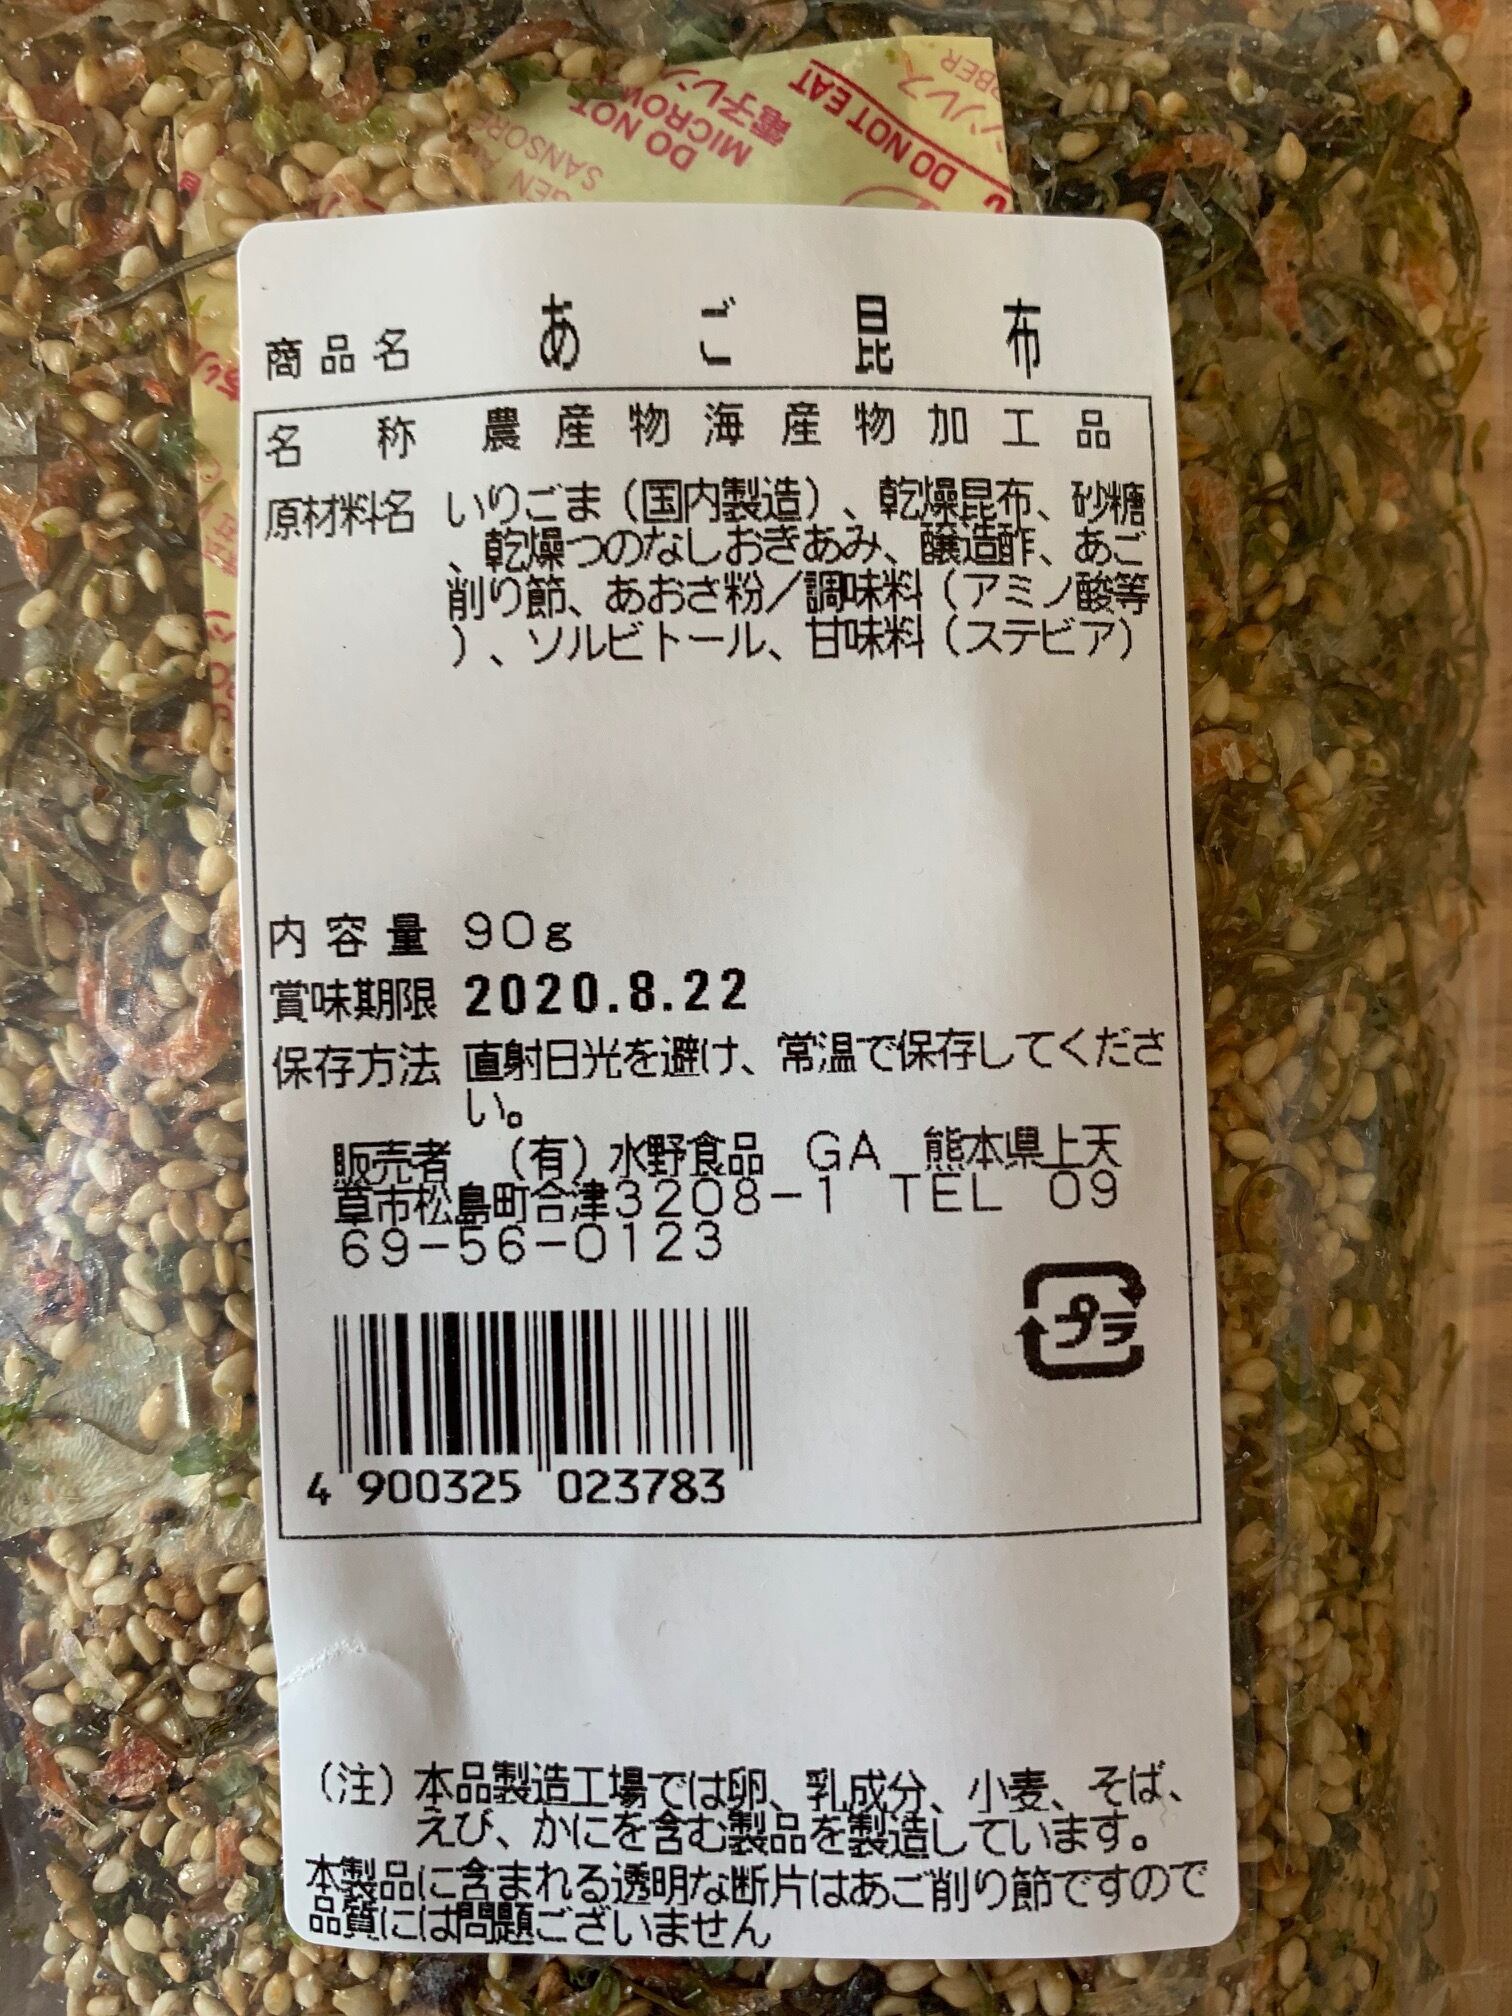 DO NOT
MICROW
電子レン
DO NOT EAT
商品名 あご昆布
名称 農産物海産物加工品
原材料名 いりごま（国内製造）、乾燥昆布、砂糖
、乾燥つのなしおきあみ、醸造酢、あご
削り節、あおさ粉／調味料（アミノ酸等
）、ソルビトール、甘味料（ステビア）
内容量 90g
賞味期限 2020.8.22
保存方法 直射日光を避け、常温で保存してくださ
い。
販売者 （有）水野食品 GA 熊本県上天
草市松島町合津3208-1 TEL 09
69-56-0123
プラ
4 900325 023783
（注）本品製造工場では卵、乳成分、小麦、そば、
えび、かにを含む製品を製造しています。
本製品に含まれる透明な断片はあご削り節ですので
品質には問題ございません